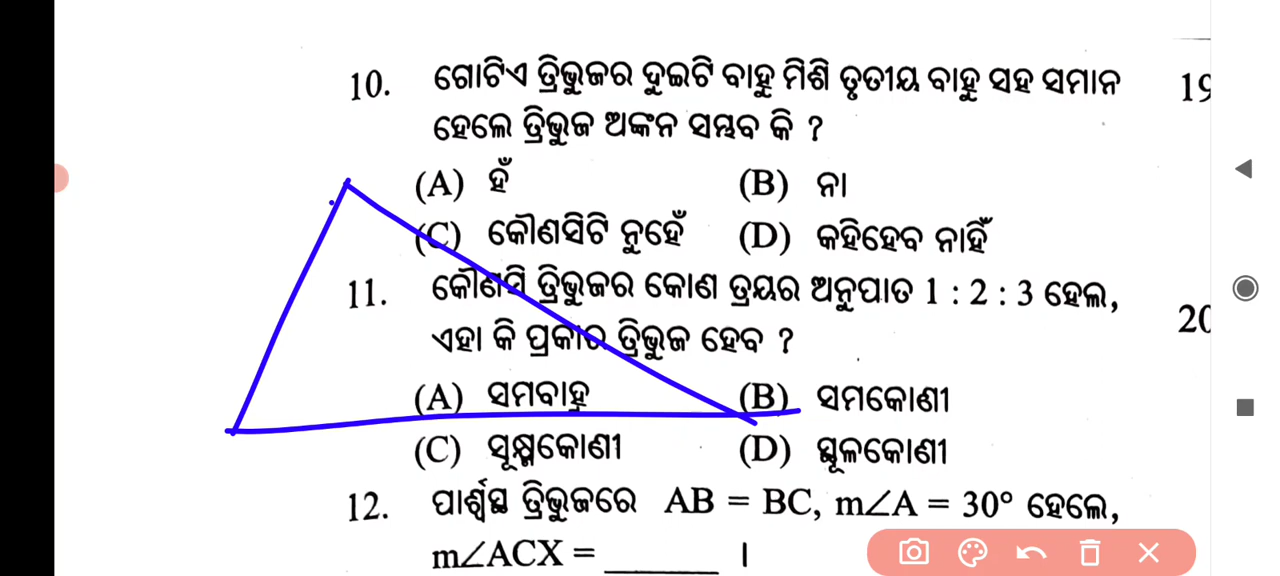 10. ଗୋଟିଏ ତ୍ରିଭୁଜର ଦୁଇଟି ବାହୁ ମିଶି ତୃତୀୟ ବାହୁ ସହ ସମାନ
ହେଲେ ତ୍ରିଭୁଜ ଅଙ୍କନ ସମ୍ଭବ କି ?
(A) ହଁ (B) ନା
(C) କୌଣସିଟି ନୁହେଁ (D) କହିହେବ ନାହିଁ
11. କୌଣସି ତ୍ରିଭୁଜର କୋଣ ତ୍ରୟର ଅନୁପାତ 1 : 2 : 3 ହେଲ,
ଏହା କି ପ୍ରକାର ତ୍ରିଭୁଜ ହେବ ?
(A) ସମବାହୁ (B) ସମକୋଣୀ
(C) ସୂକ୍ଷ୍ମକୋଣୀ (D) ସ୍ଥୂଳକୋଣୀ
12. ପାର୍ଶ୍ୱସ୍ଥ ତ୍ରିଭୁଜରେ AB = BC, m∠A = 30° ହେଲେ,
m∠ACX = ______ ।
19
20